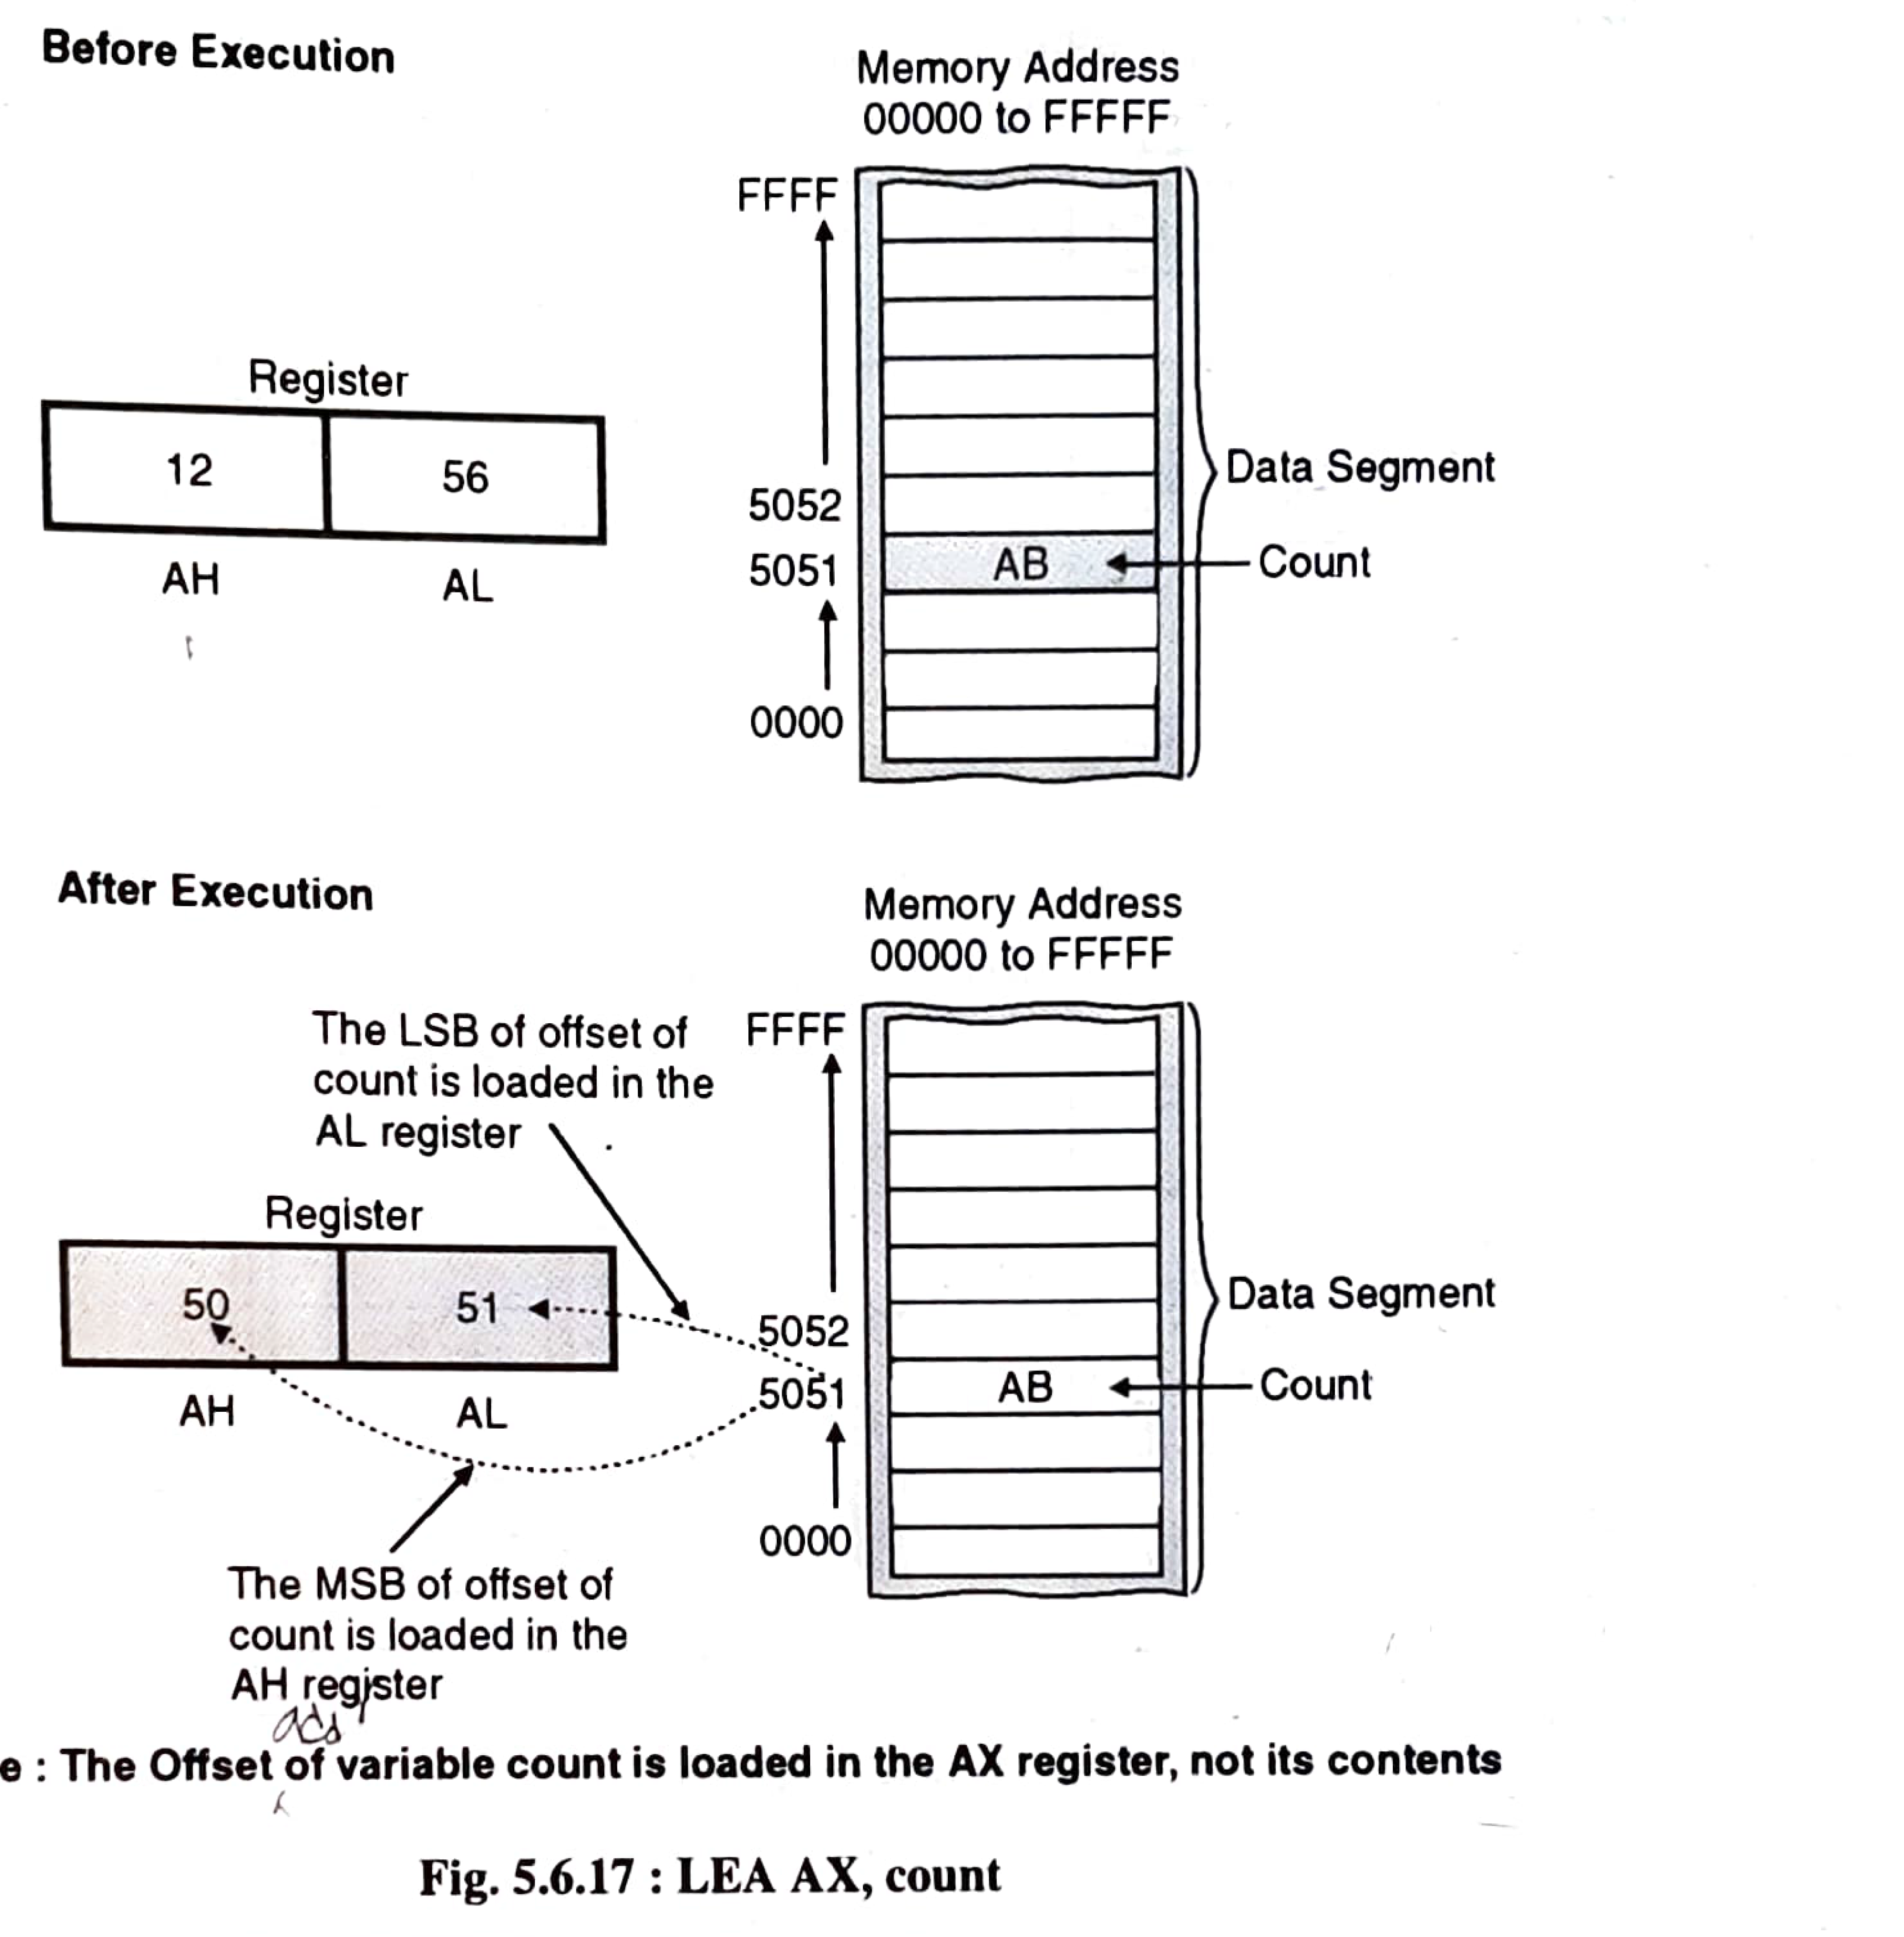 Before Execution
Memory Address
00000 to FFFFF
FFFF
Register
12 56
AH AL
5052
5051 AB Count
Data Segment
0000
After Execution
Memory Address
00000 to FFFFF
The LSB of offset of
count is loaded in the
AL register
FFFF
Register
50 51
AH AL
5052
5051 AB Count
Data Segment
0000
The MSB of offset of
count is loaded in the
AH register
e : The Offset of variable count is loaded in the AX register, not its contents
Fig. 5.6.17 : LEA AX, count